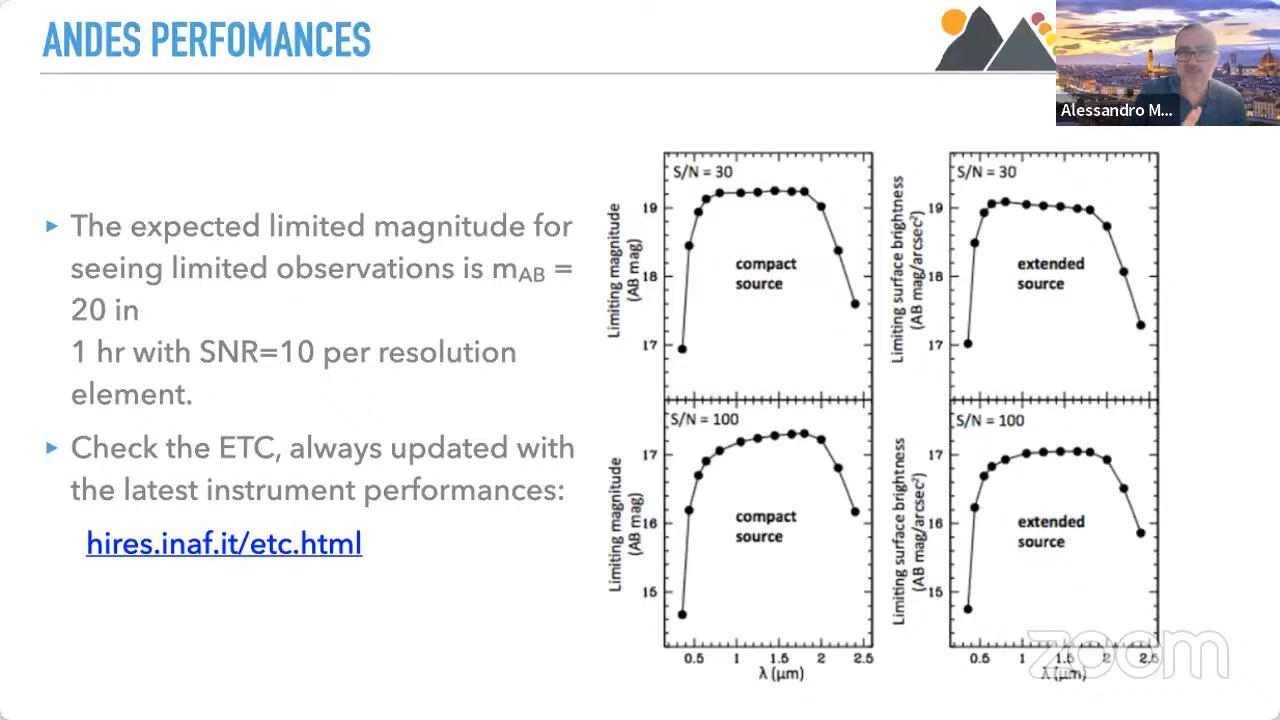 ANDES PERFOMANCES
Alessandro M...
▸ The expected limited magnitude for
seeing limited observations is mAB =
20 in
1 hr with SNR=10 per resolution
element.
▸ Check the ETC, always updated with
the latest instrument performances:
hires.inaf.it/etc.html
S/N = 30
compact
source
Limiting magnitude
(AB mag)
19
18
17
S/N = 30
extended
source
Limiting surface brightness
(AB mag/arcsec²)
19
18
17
S/N = 100
compact
source
Limiting magnitude
(AB mag)
17
16
15
0.5 1 1.5 2 2.5
λ (μm)
S/N = 100
extended
source
Limiting surface brightness
(AB mag/arcsec²)
17
16
15
0.5 1 1.5 2 2.5
λ (μm)
zoom